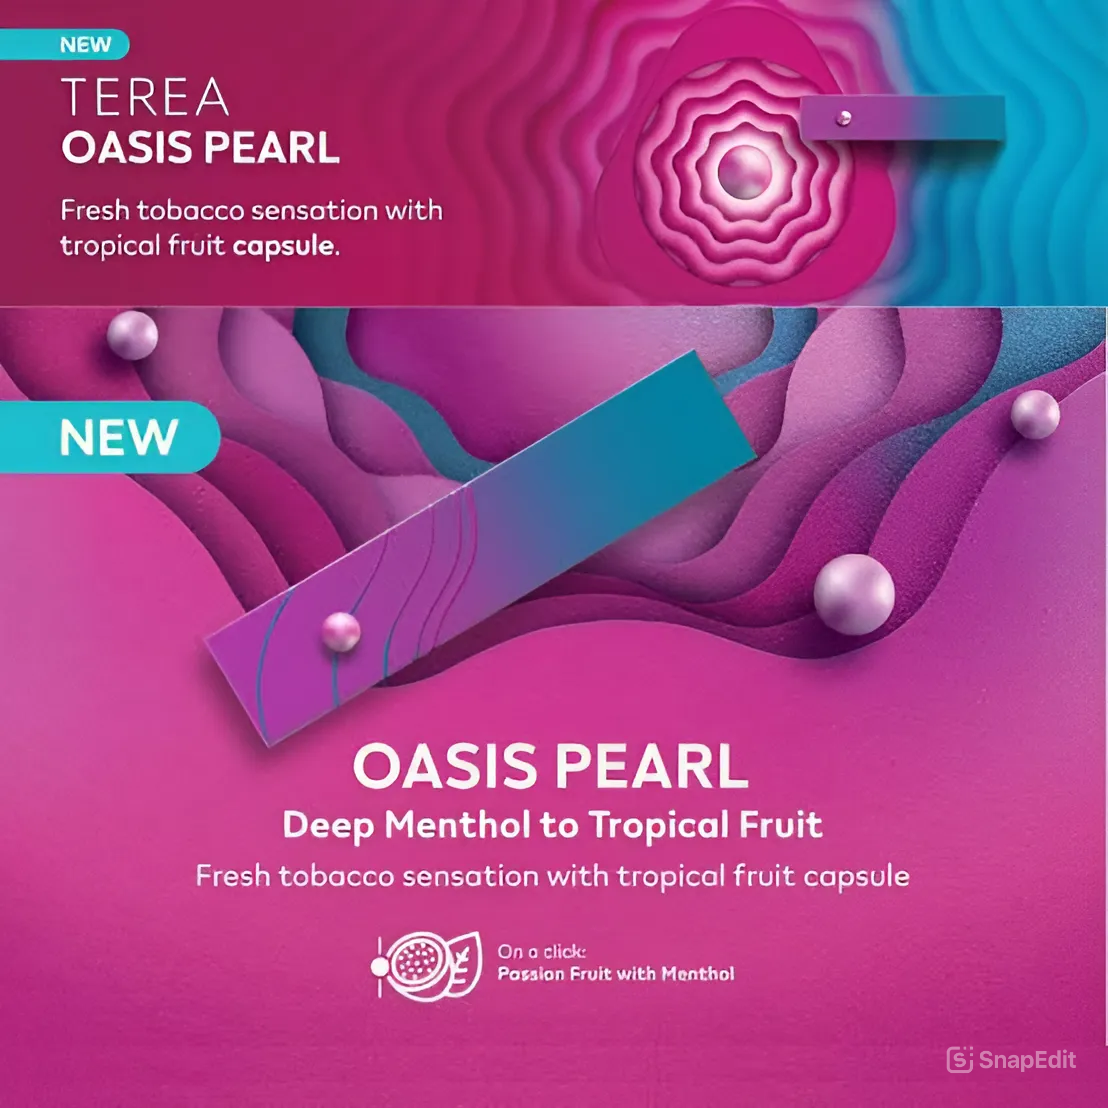 NEW
TEREA
OASIS PEARL
Fresh tobacco sensation with
tropical fruit capsule.
NEW
OASIS PEARL
Deep Menthol to Tropical Fruit
Fresh tobacco sensation with tropical fruit capsule
On a click:
Passion Fruit with Menthol
SnapEdit